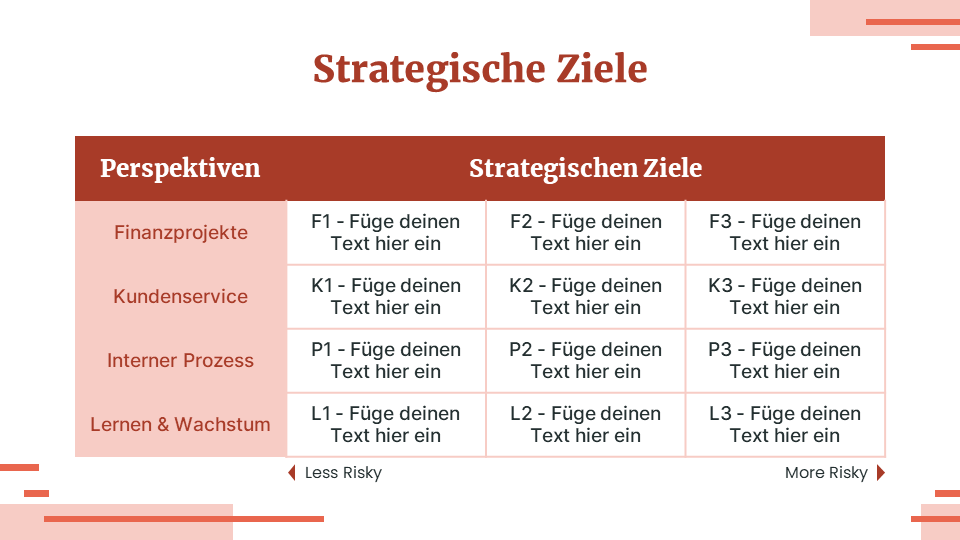 Strategische Ziele
Perspektiven
Strategischen Ziele
Finanzprojekte
F1 - Füge deinen
Text hier ein
F2 - Füge deinen
Text hier ein
F3 - Füge deinen
Text hier ein
Kundenservice
K1 - Füge deinen
Text hier ein
K2 - Füge deinen
Text hier ein
K3 - Füge deinen
Text hier ein
Interner Prozess
P1 - Füge deinen
Text hier ein
P2 - Füge deinen
Text hier ein
P3 - Füge deinen
Text hier ein
Lernen & Wachstum
L1 - Füge deinen
Text hier ein
L2 - Füge deinen
Text hier ein
L3 - Füge deinen
Text hier ein
Less Risky
More Risky